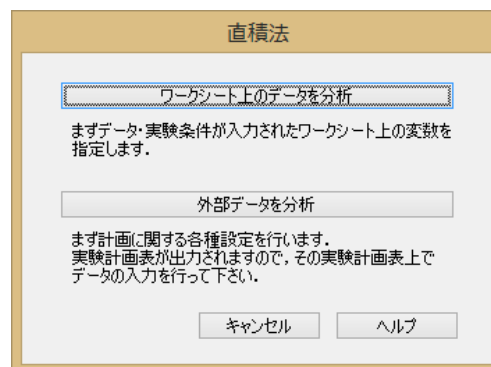 直積法
ワークシート上のデータを分析
まずデータ・実験条件が入力されたワークシート上の変数を
指定します.
外部データを分析
まず計画に関する各種設定を行います.
実験計画表が出力されますので,その実験計画表上で
データの入力を行って下さい.
キャンセル
ヘルプ